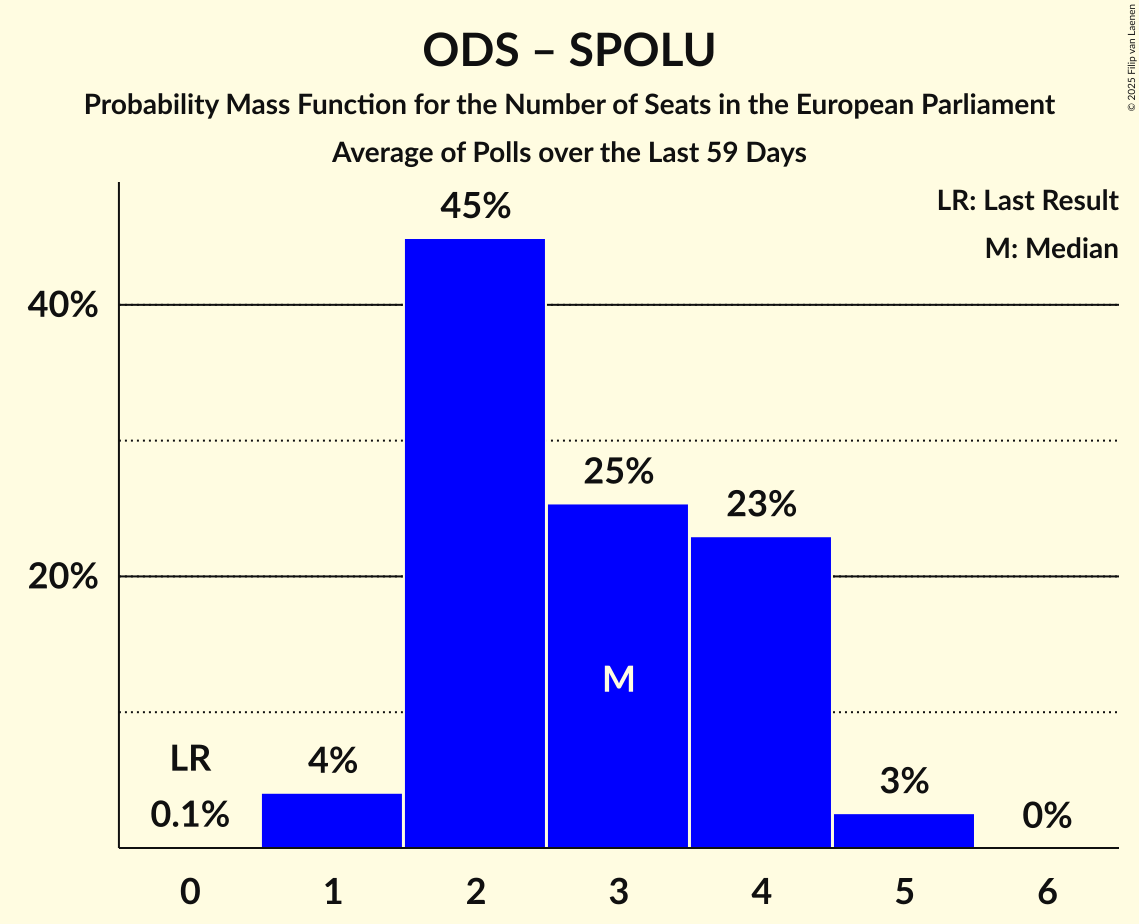 ODS – SPOLU
Probability Mass Function for the Number of Seats in the European Parliament
Average of Polls over the Last 59 Days
© 2025 Filip van Laenen
LR: Last Result
M: Median
40%
20%
LR
0.1%
4%
45%
25%
M
23%
3%
0%
0 1 2 3 4 5 6